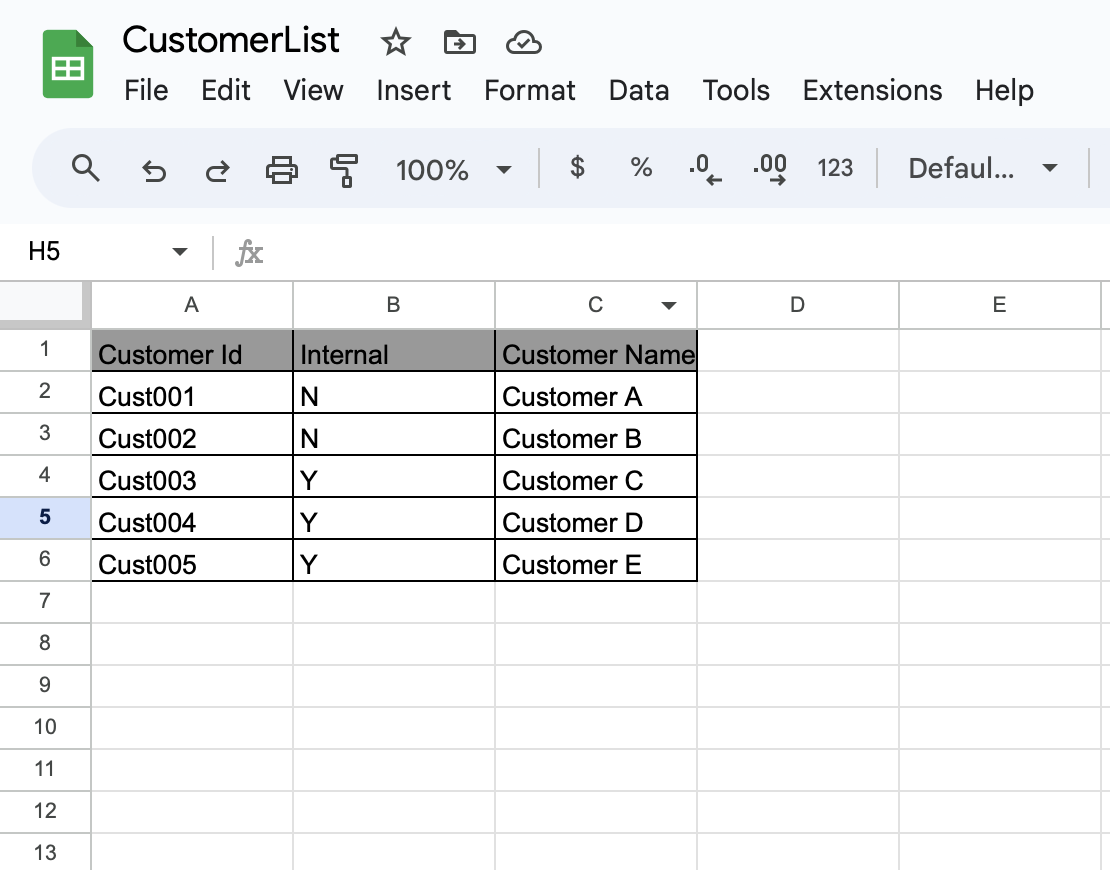 CustomerList
File Edit View Insert Format Data Tools Extensions Help
100% $ % .0 .00 123 Defaul...
H5 fx
A B C D E
1 Customer Id Internal Customer Name
2 Cust001 N Customer A
3 Cust002 N Customer B
4 Cust003 Y Customer C
5 Cust004 Y Customer D
6 Cust005 Y Customer E
7
8
9
10
11
12
13